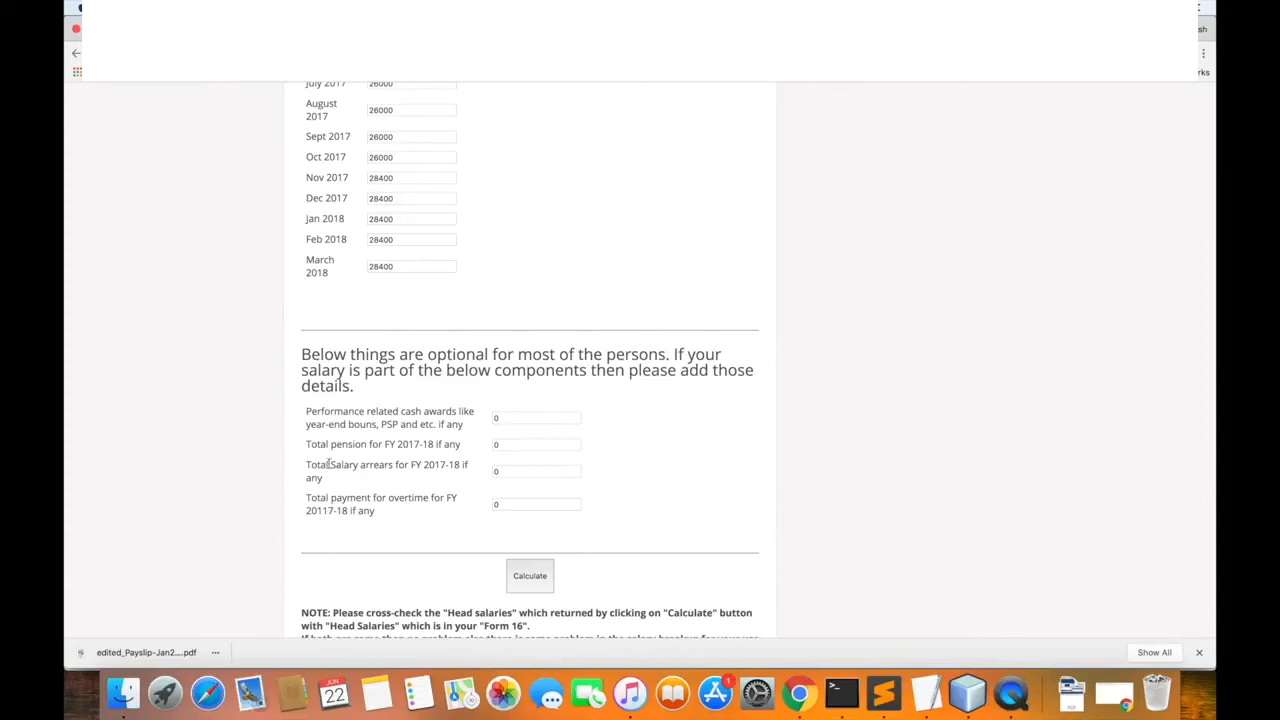 sh
rks
July 2017 26000
August
2017 26000
Sept 2017 26000
Oct 2017 26000
Nov 2017 28400
Dec 2017 28400
Jan 2018 28400
Feb 2018 28400
March
2018 28400
Below things are optional for most of the persons. If your
salary is part of the below components then please add those
details.
Performance related cash awards like
year-end bouns, PSP and etc. if any 0
Total pension for FY 2017-18 if any 0
Total Salary arrears for FY 2017-18 if
any 0
Total payment for overtime for FY
20117-18 if any 0
Calculate
NOTE: Please cross-check the "Head salaries" which returned by clicking on "Calculate" button
with "Head Salaries" which is in your "Form 16".
edited_Payslip-Jan2....pdf
Show All
JUN
22
1